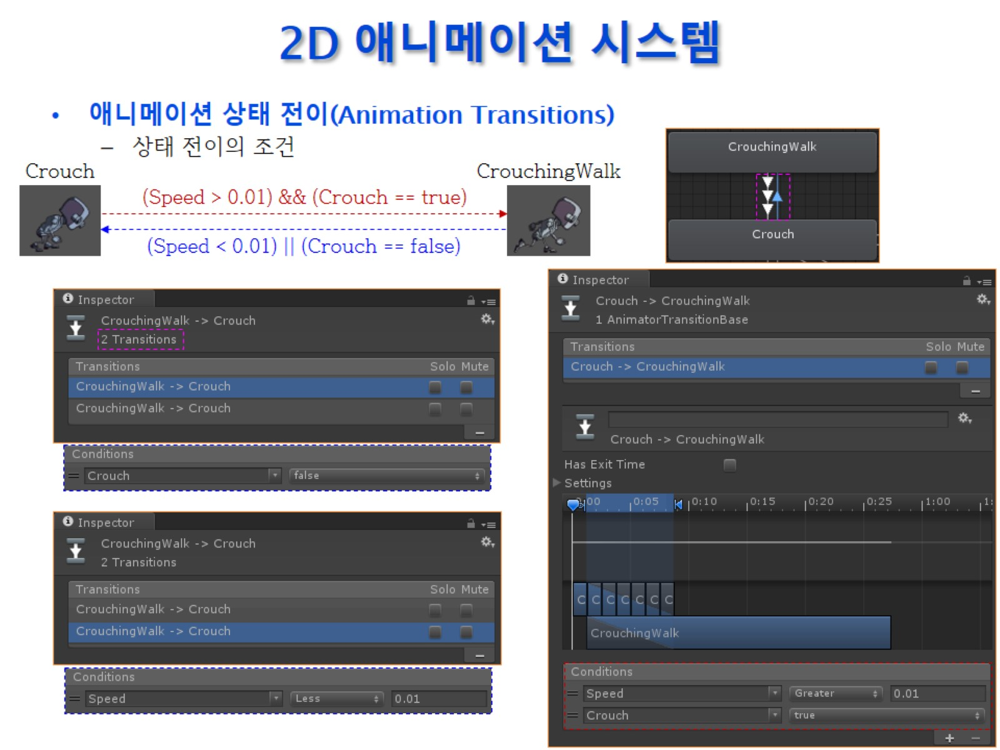 2D 애니메이션 시스템
• 애니메이션 상태 전이(Animation Transitions)
– 상태 전이의 조건
Crouch
CrouchingWalk
(Speed > 0.01) && (Crouch == true)
(Speed < 0.01) || (Crouch == false)
CrouchingWalk
Crouch
Inspector
CrouchingWalk -> Crouch
2 Transitions
Transitions Solo Mute
CrouchingWalk -> Crouch
CrouchingWalk -> Crouch
Conditions
Crouch false
Inspector
CrouchingWalk -> Crouch
2 Transitions
Transitions Solo Mute
CrouchingWalk -> Crouch
CrouchingWalk -> Crouch
Conditions
Speed Less 0.01
Inspector
Crouch -> CrouchingWalk
1 AnimatorTransitionBase
Transitions Solo Mute
Crouch -> CrouchingWalk
Crouch -> CrouchingWalk
Has Exit Time
Settings
:00 0:05 0:10 0:15 0:20 0:25 1:00 1:
C C C C C C C
CrouchingWalk
Conditions
Speed Greater 0.01
Crouch true